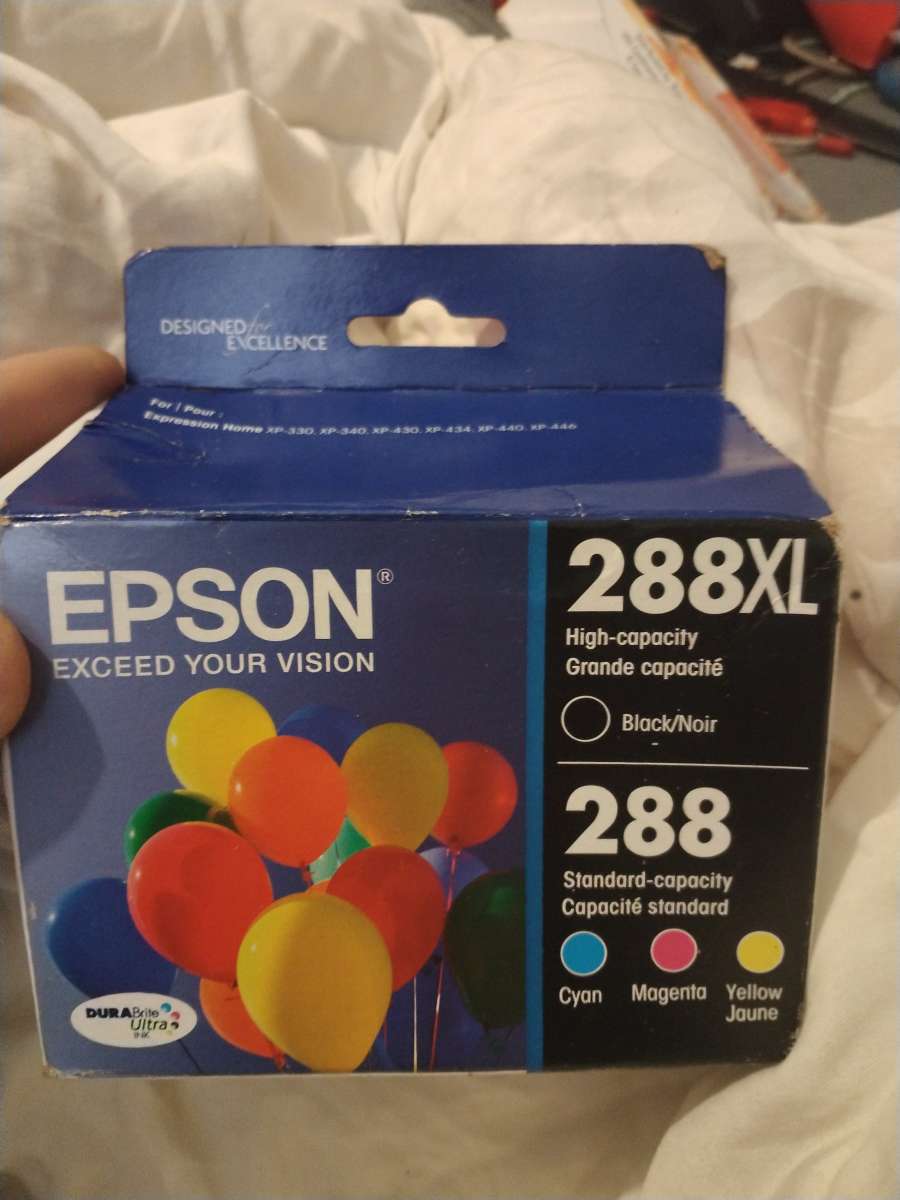 DESIGNED for
EXCELLENCE
For / Pour :
Expression Home XP-330, XP-340, XP-430, XP-434, XP-440, XP-446
EPSON®
EXCEED YOUR VISION
288XL
High-capacity
Grande capacité
Black/Noir
288
Standard-capacity
Capacité standard
Cyan
Magenta
Yellow
Jaune
DURABrite
Ultra
INK